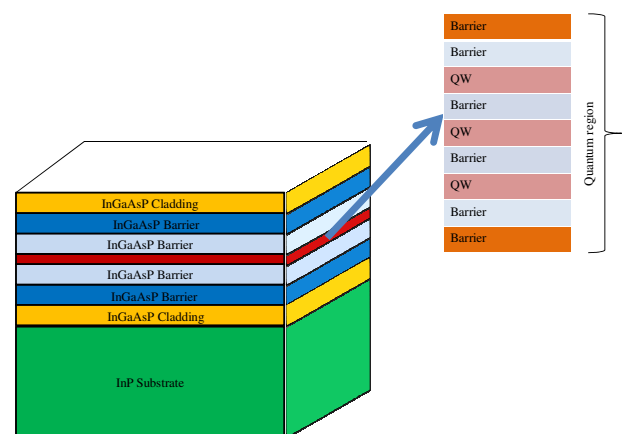 Barrier
Barrier
QW
Barrier
QW
Barrier
QW
Barrier
Barrier
Quantum region
InGaAsP Cladding
InGaAsP Barrier
InGaAsP Barrier
InGaAsP Barrier
InGaAsP Barrier
InGaAsP Cladding
InP Substrate